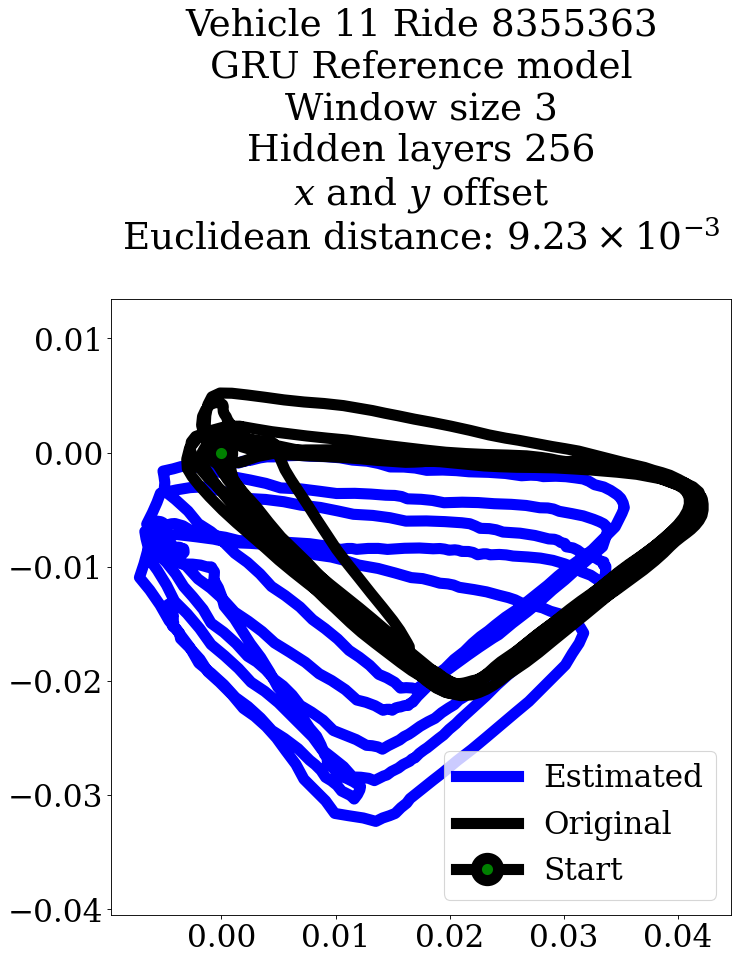 Vehicle 11 Ride 8355363
GRU Reference model
Window size 3
Hidden layers 256
x and y offset
Euclidean distance: 9.23 × 10⁻³
0.01
0.00
−0.01
−0.02
−0.03
−0.04
0.00 0.01 0.02 0.03 0.04
Estimated
Original
Start